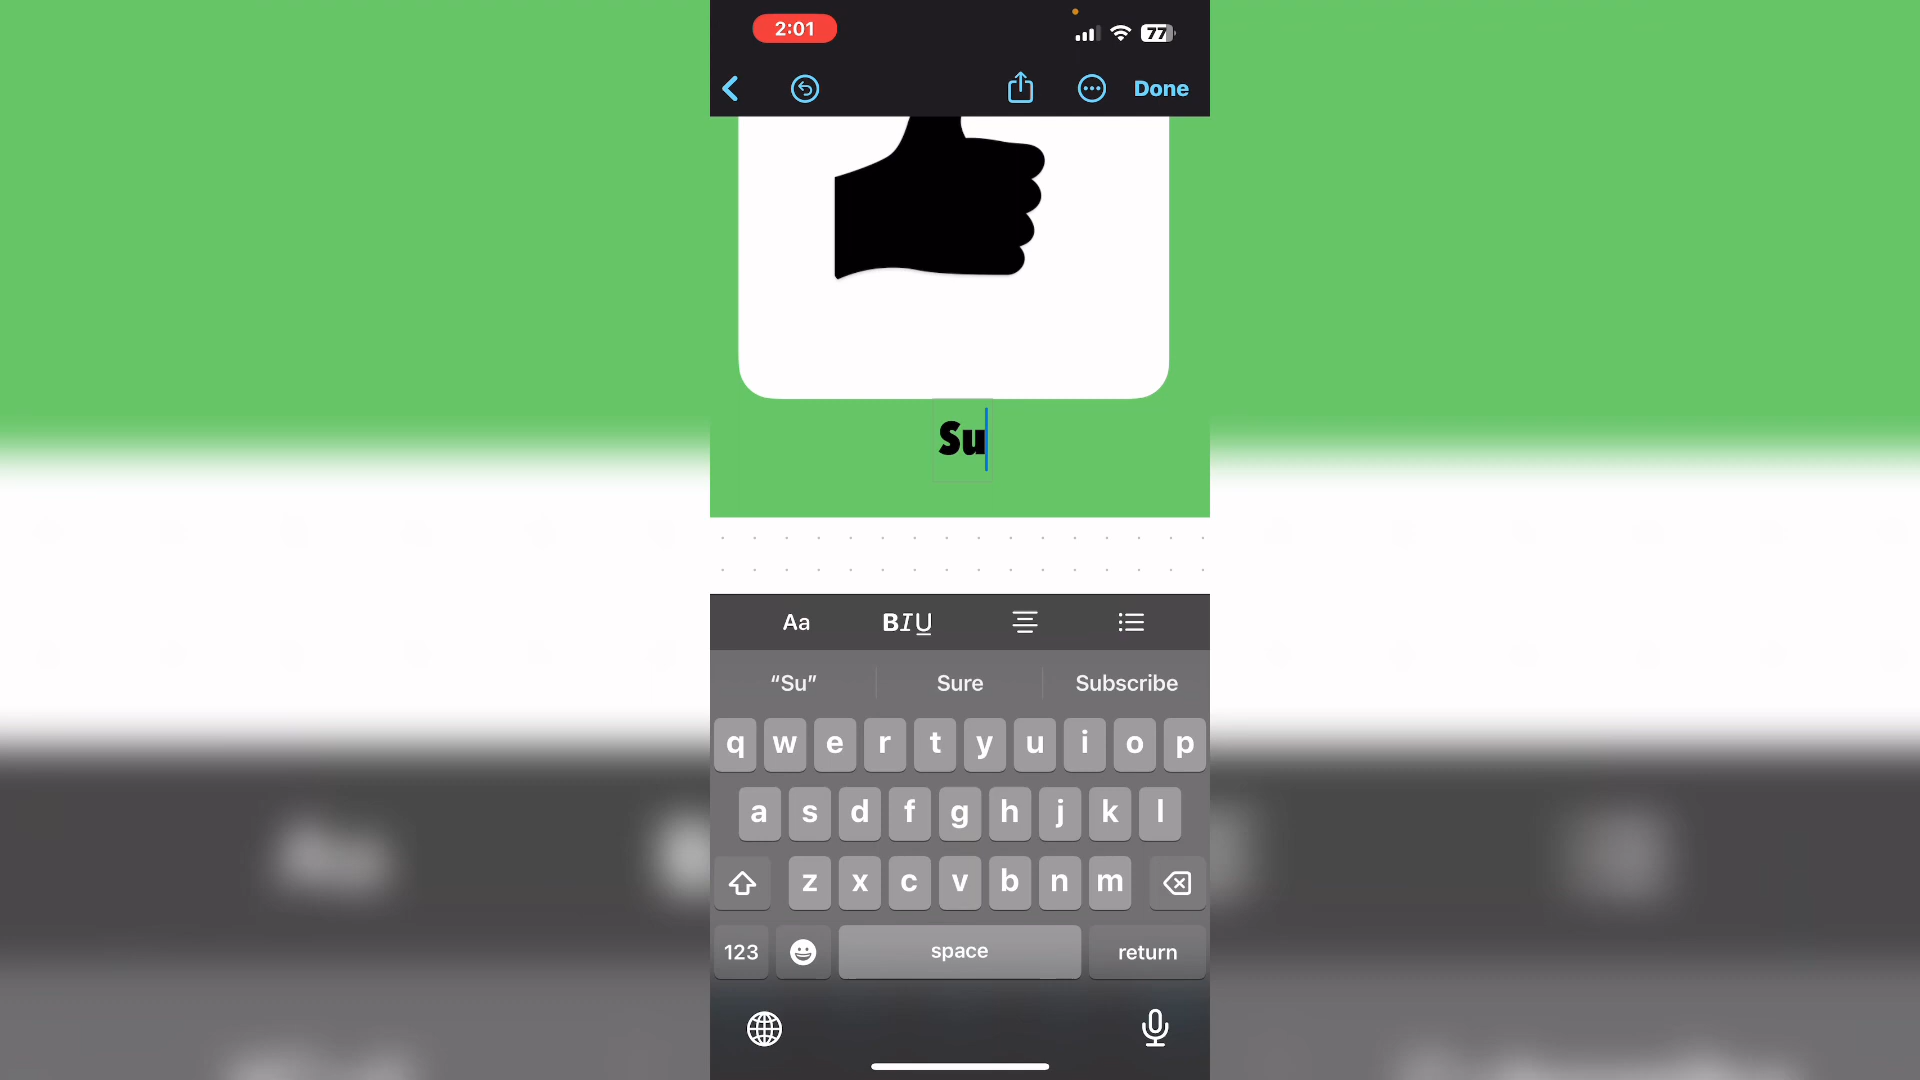 2:01
77
Done
Su
Aa BIU
“Su” Sure Subscribe
q w e r t y u i o p
a s d f g h j k l
z x c v b n m
123 space return